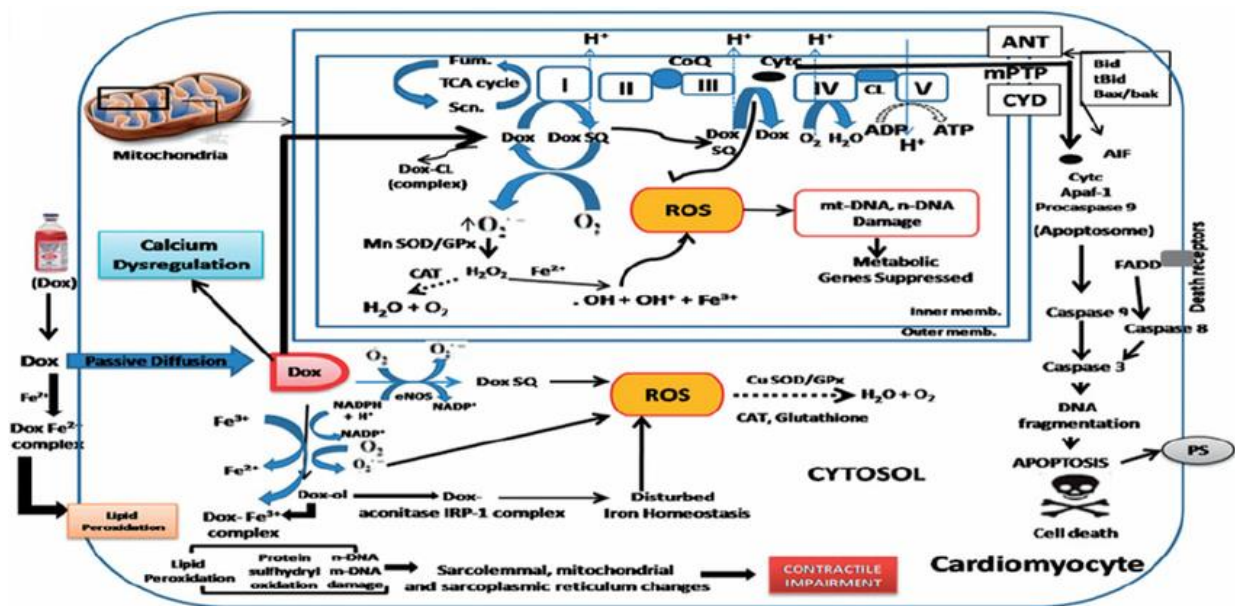 H⁺
H⁺
H⁺
ANT
Fum.
CoQ
Cytc
mPTP
Bid
tBid
Bax/bak
TCA cycle
I
II
III
IV
CL
V
CYD
Scn.
Mitochondria
Dox
Dox SQ
Dox
SQ
Dox
O₂
H₂O
ADP
ATP
H⁺
AIF
Dox-CL
(complex)
Cytc
Apaf-1
Procaspase 9
(Apoptosome)
↑O₂·⁻
O₂
ROS
mt-DNA, n-DNA
Damage
Mn SOD/GPx
Calcium
Dysregulation
CAT
H₂O₂
Fe²⁺
Metabolic
Genes Suppressed
FADD
Death receptors
(Dox)
H₂O + O₂
. OH + OH⁺ + Fe³⁺
Inner memb.
Outer memb.
Caspase 9
Caspase 8
Dox
Passive Diffusion
Dox
O₂
O₂·⁻
eNOS
NADP⁺
Dox SQ
ROS
Cu SOD/GPx
CAT, Glutathione
H₂O + O₂
Caspase 3
Fe²⁺
Dox Fe²⁻
complex
Fe³⁺
NADPH
+ H⁺
NADP⁺
O₂
O₂·⁻
Fe²⁺
DNA
fragmentation
CYTOSOL
APOPTOSIS
PS
Dox-ol
Dox-
aconitase IRP-1 complex
Disturbed
Iron Homeostasis
Dox- Fe³⁺
complex
Lipid
Peroxidation
Cell death
Lipid
Peroxidation
Protein
sulfhydryl
oxidation
n-DNA
m-DNA
damage
Sarcolemmal, mitochondrial
and sarcoplasmic reticulum changes
CONTRACTILE
IMPAIRMENT
Cardiomyocyte